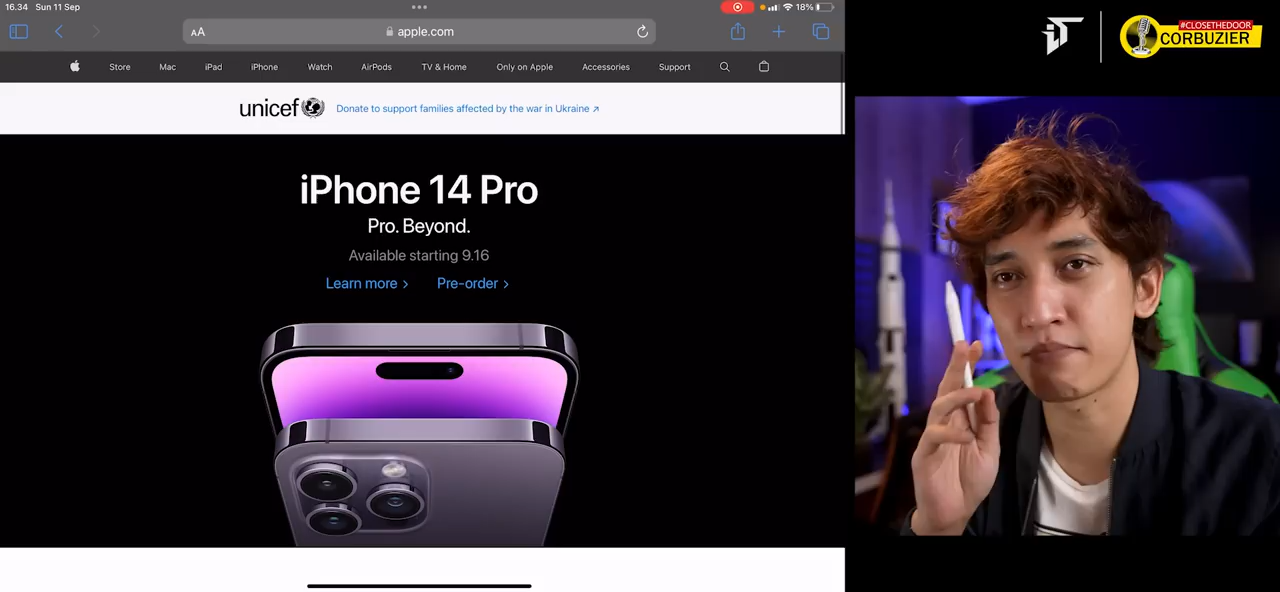 16.34 Sun 11 Sep
18%
AA
apple.com
Store Mac iPad iPhone Watch AirPods TV & Home Only on Apple Accessories Support
unicef Donate to support families affected by the war in Ukraine ↗
iPhone 14 Pro
Pro. Beyond.
Available starting 9.16
Learn more > Pre-order >
#CLOSETHEDOOR
CORBUZIER